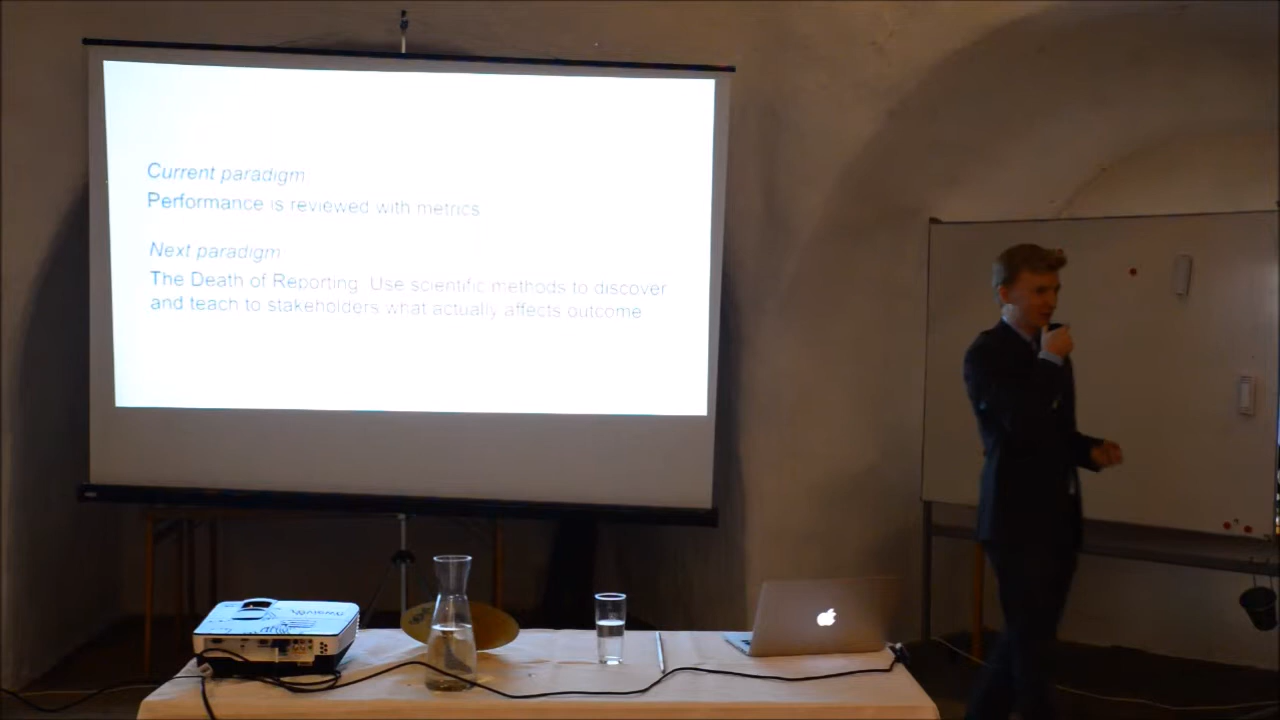 Current paradigm
Performance is reviewed with metrics
Next paradigm
The Death of Reporting. Use scientific methods to discover
and teach to stakeholders what actually affects outcome